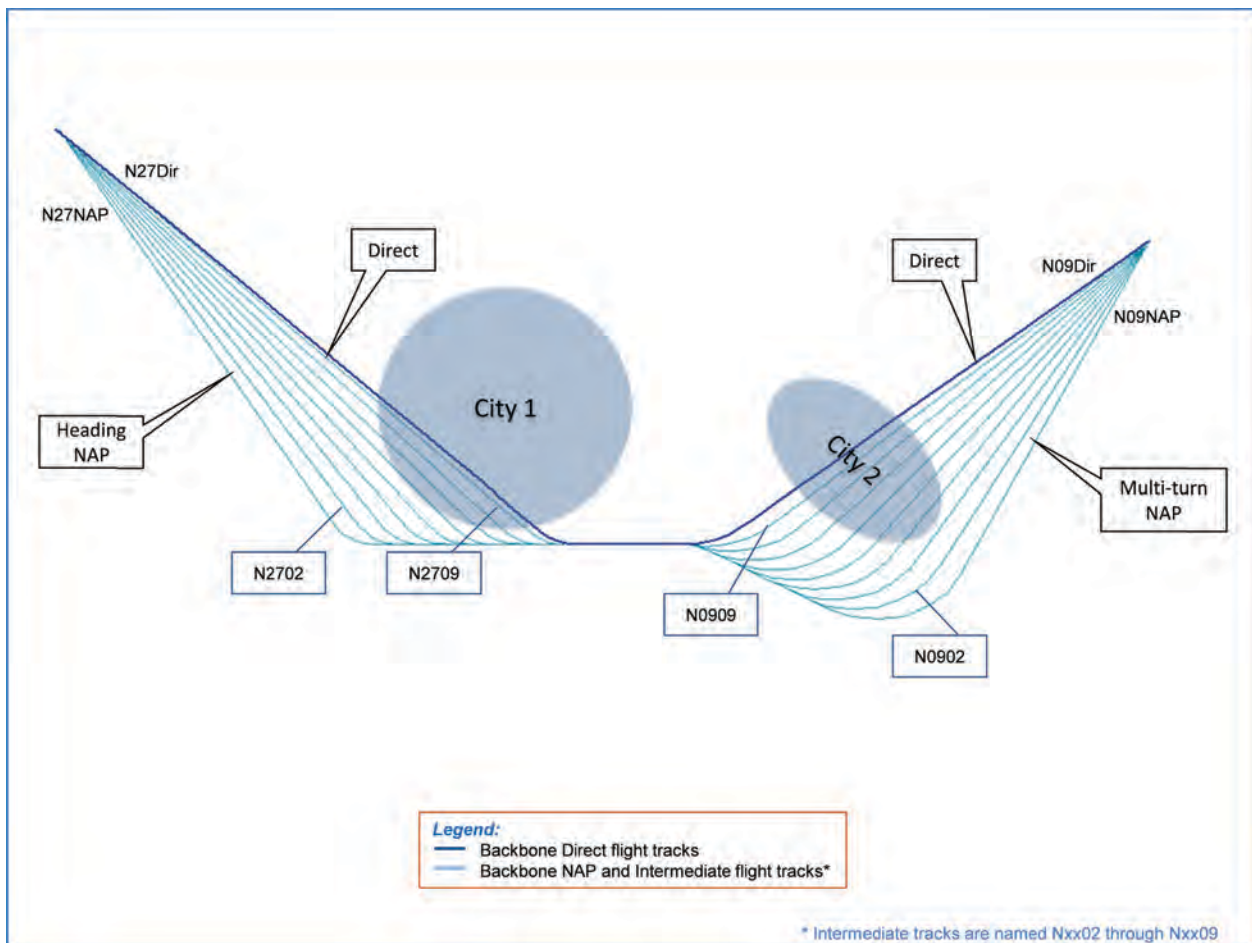 N27Dir
N27NAP
Direct
Direct
N09Dir
N09NAP
City 1
Heading
NAP
City 2
Multi-turn
NAP
N2702
N2709
N0909
N0902
Legend:
Backbone Direct flight tracks
Backbone NAP and Intermediate flight tracks*
* Intermediate tracks are named Nxx02 through Nxx09